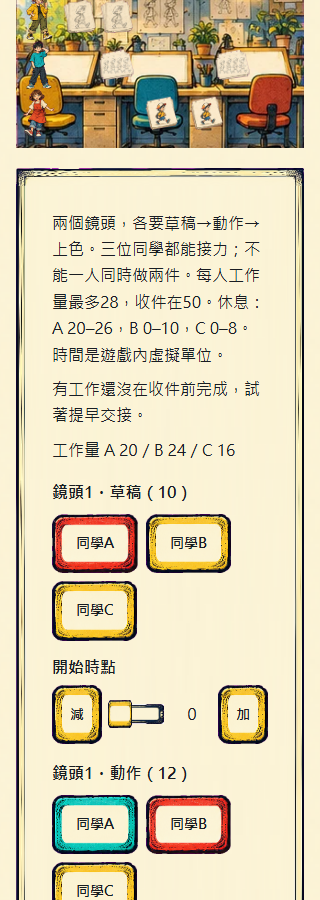 兩個鏡頭，各要草稿→動作→
上色。三位同學都能接力；不
能一人同時做兩件。每人工作
量最多28，收件在50。休息：
A 20–26，B 0–10，C 0–8。
時間是遊戲內虛擬單位。
有工作還沒在收件前完成，試
著提早交接。
工作量 A 20 / B 24 / C 16
鏡頭1・草稿（10）
同學A 同學B
同學C
開始時點
減 0 加
鏡頭1・動作（12）
同學A 同學B
同學C